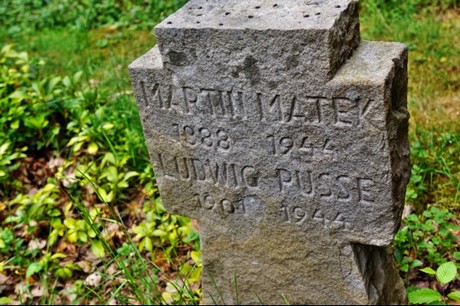 MARTIN MATEK
1888 1944
LUDWIG PUSSE
1901 1944